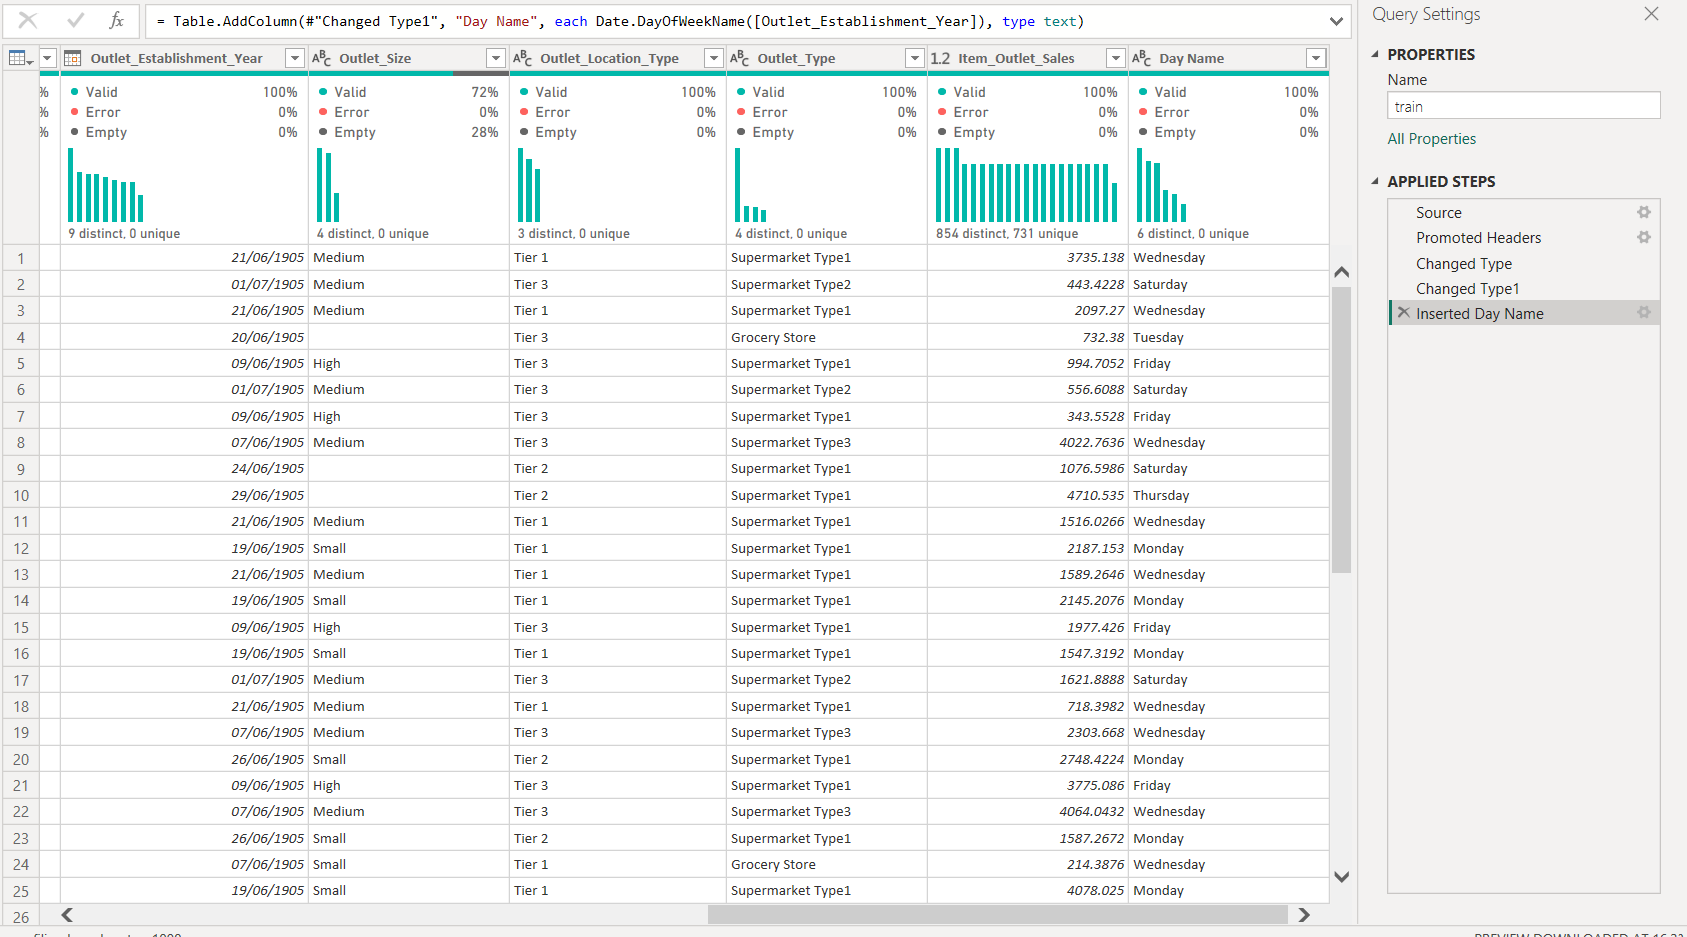 = Table.AddColumn(#"Changed Type1", "Day Name", each Date.DayOfWeekName([Outlet_Establishment_Year]), type text)
Outlet_Establishment_Year Outlet_Size Outlet_Location_Type Outlet_Type 1.2 Item_Outlet_Sales Day Name
% Valid 100% Valid 72% Valid 100% Valid 100% Valid 100% Valid 100%
% Error 0% Error 0% Error 0% Error 0% Error 0% Error 0%
% Empty 0% Empty 28% Empty 0% Empty 0% Empty 0% Empty 0%
9 distinct, 0 unique 4 distinct, 0 unique 3 distinct, 0 unique 4 distinct, 0 unique 854 distinct, 731 unique 6 distinct, 0 unique
1 21/06/1905 Medium Tier 1 Supermarket Type1 3735.138 Wednesday
2 01/07/1905 Medium Tier 3 Supermarket Type2 443.4228 Saturday
3 21/06/1905 Medium Tier 1 Supermarket Type1 2097.27 Wednesday
4 20/06/1905 Tier 3 Grocery Store 732.38 Tuesday
5 09/06/1905 High Tier 3 Supermarket Type1 994.7052 Friday
6 01/07/1905 Medium Tier 3 Supermarket Type2 556.6088 Saturday
7 09/06/1905 High Tier 3 Supermarket Type1 343.5528 Friday
8 07/06/1905 Medium Tier 3 Supermarket Type3 4022.7636 Wednesday
9 24/06/1905 Tier 2 Supermarket Type1 1076.5986 Saturday
10 29/06/1905 Tier 2 Supermarket Type1 4710.535 Thursday
11 21/06/1905 Medium Tier 1 Supermarket Type1 1516.0266 Wednesday
12 19/06/1905 Small Tier 1 Supermarket Type1 2187.153 Monday
13 21/06/1905 Medium Tier 1 Supermarket Type1 1589.2646 Wednesday
14 19/06/1905 Small Tier 1 Supermarket Type1 2145.2076 Monday
15 09/06/1905 High Tier 3 Supermarket Type1 1977.426 Friday
16 19/06/1905 Small Tier 1 Supermarket Type1 1547.3192 Monday
17 01/07/1905 Medium Tier 3 Supermarket Type2 1621.8888 Saturday
18 21/06/1905 Medium Tier 1 Supermarket Type1 718.3982 Wednesday
19 07/06/1905 Medium Tier 3 Supermarket Type3 2303.668 Wednesday
20 26/06/1905 Small Tier 2 Supermarket Type1 2748.4224 Monday
21 09/06/1905 High Tier 3 Supermarket Type1 3775.086 Friday
22 07/06/1905 Medium Tier 3 Supermarket Type3 4064.0432 Wednesday
23 26/06/1905 Small Tier 2 Supermarket Type1 1587.2672 Monday
24 07/06/1905 Small Tier 1 Grocery Store 214.3876 Wednesday
25 19/06/1905 Small Tier 1 Supermarket Type1 4078.025 Monday
26
Query Settings
PROPERTIES
Name
train
All Properties
APPLIED STEPS
Source
Promoted Headers
Changed Type
Changed Type1
Inserted Day Name